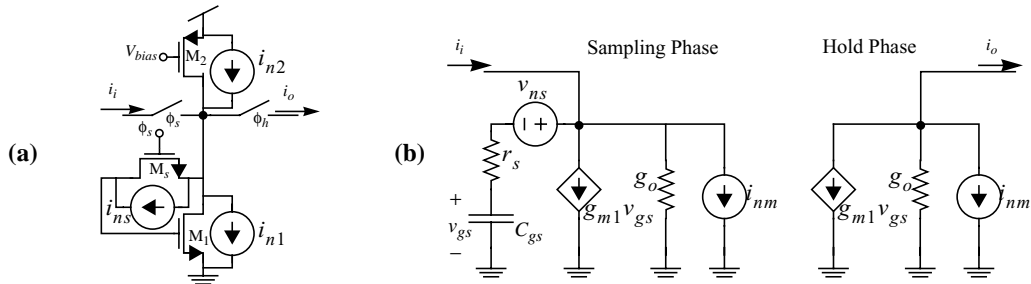 (a)
V_bias
M_2
i_n2
i_i
i_o
ϕ_s
ϕ_s
ϕ_h
M_s
i_ns
M_1
i_n1
(b)
i_i
Sampling Phase
Hold Phase
i_o
v_ns
− +
r_s
+
v_gs
−
C_gs
g_m1 v_gs
g_o
i_nm
g_m1 v_gs
g_o
i_nm